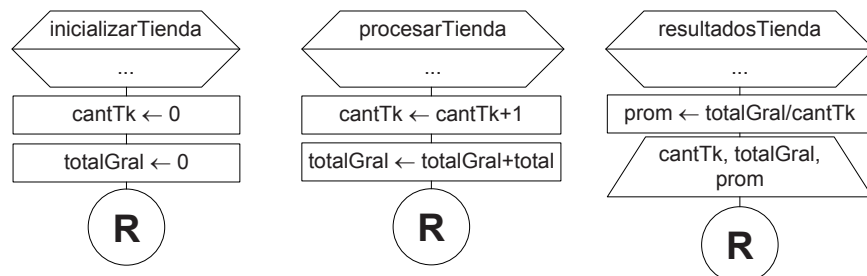 inicializarTienda
...
cantTk ← 0
totalGral ← 0
R
procesarTienda
...
cantTk ← cantTk+1
totalGral ← totalGral+total
R
resultadosTienda
...
prom ← totalGral/cantTk
cantTk, totalGral,
prom
R